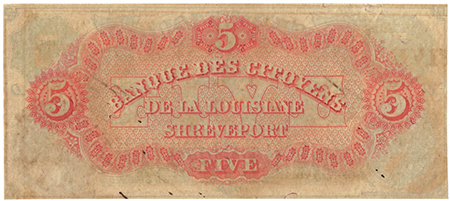 5
BANQUE DES CITOYENS
5 5
DE LA LOUISIANE
SHREVEPORT
FIVE